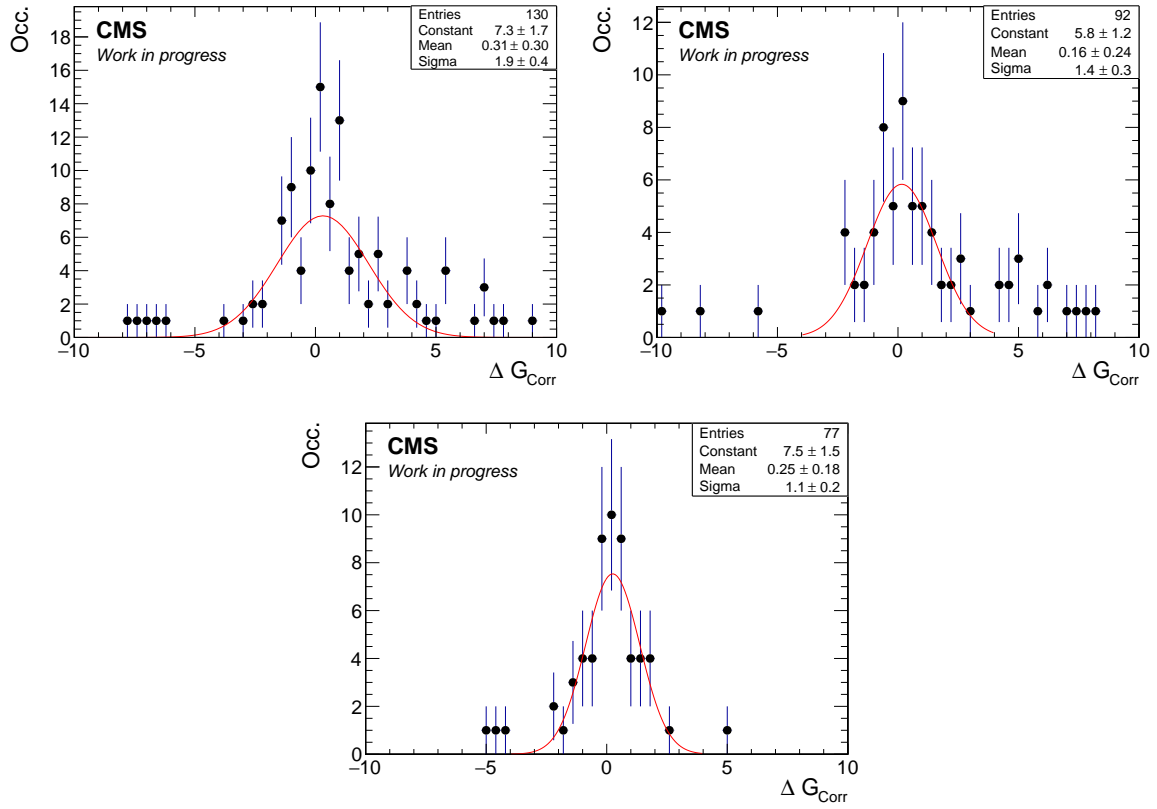 Occ.
CMS
Work in progress
Entries 130
Constant 7.3 ± 1.7
Mean 0.31 ± 0.30
Sigma 1.9 ± 0.4
18
16
14
12
10
8
6
4
2
0
−10 −5 0 5 10
Δ G_Corr
Occ.
CMS
Work in progress
Entries 92
Constant 5.8 ± 1.2
Mean 0.16 ± 0.24
Sigma 1.4 ± 0.3
12
10
8
6
4
2
0
−10 −5 0 5 10
Δ G_Corr
Occ.
CMS
Work in progress
Entries 77
Constant 7.5 ± 1.5
Mean 0.25 ± 0.18
Sigma 1.1 ± 0.2
12
10
8
6
4
2
0
−10 −5 0 5 10
Δ G_Corr